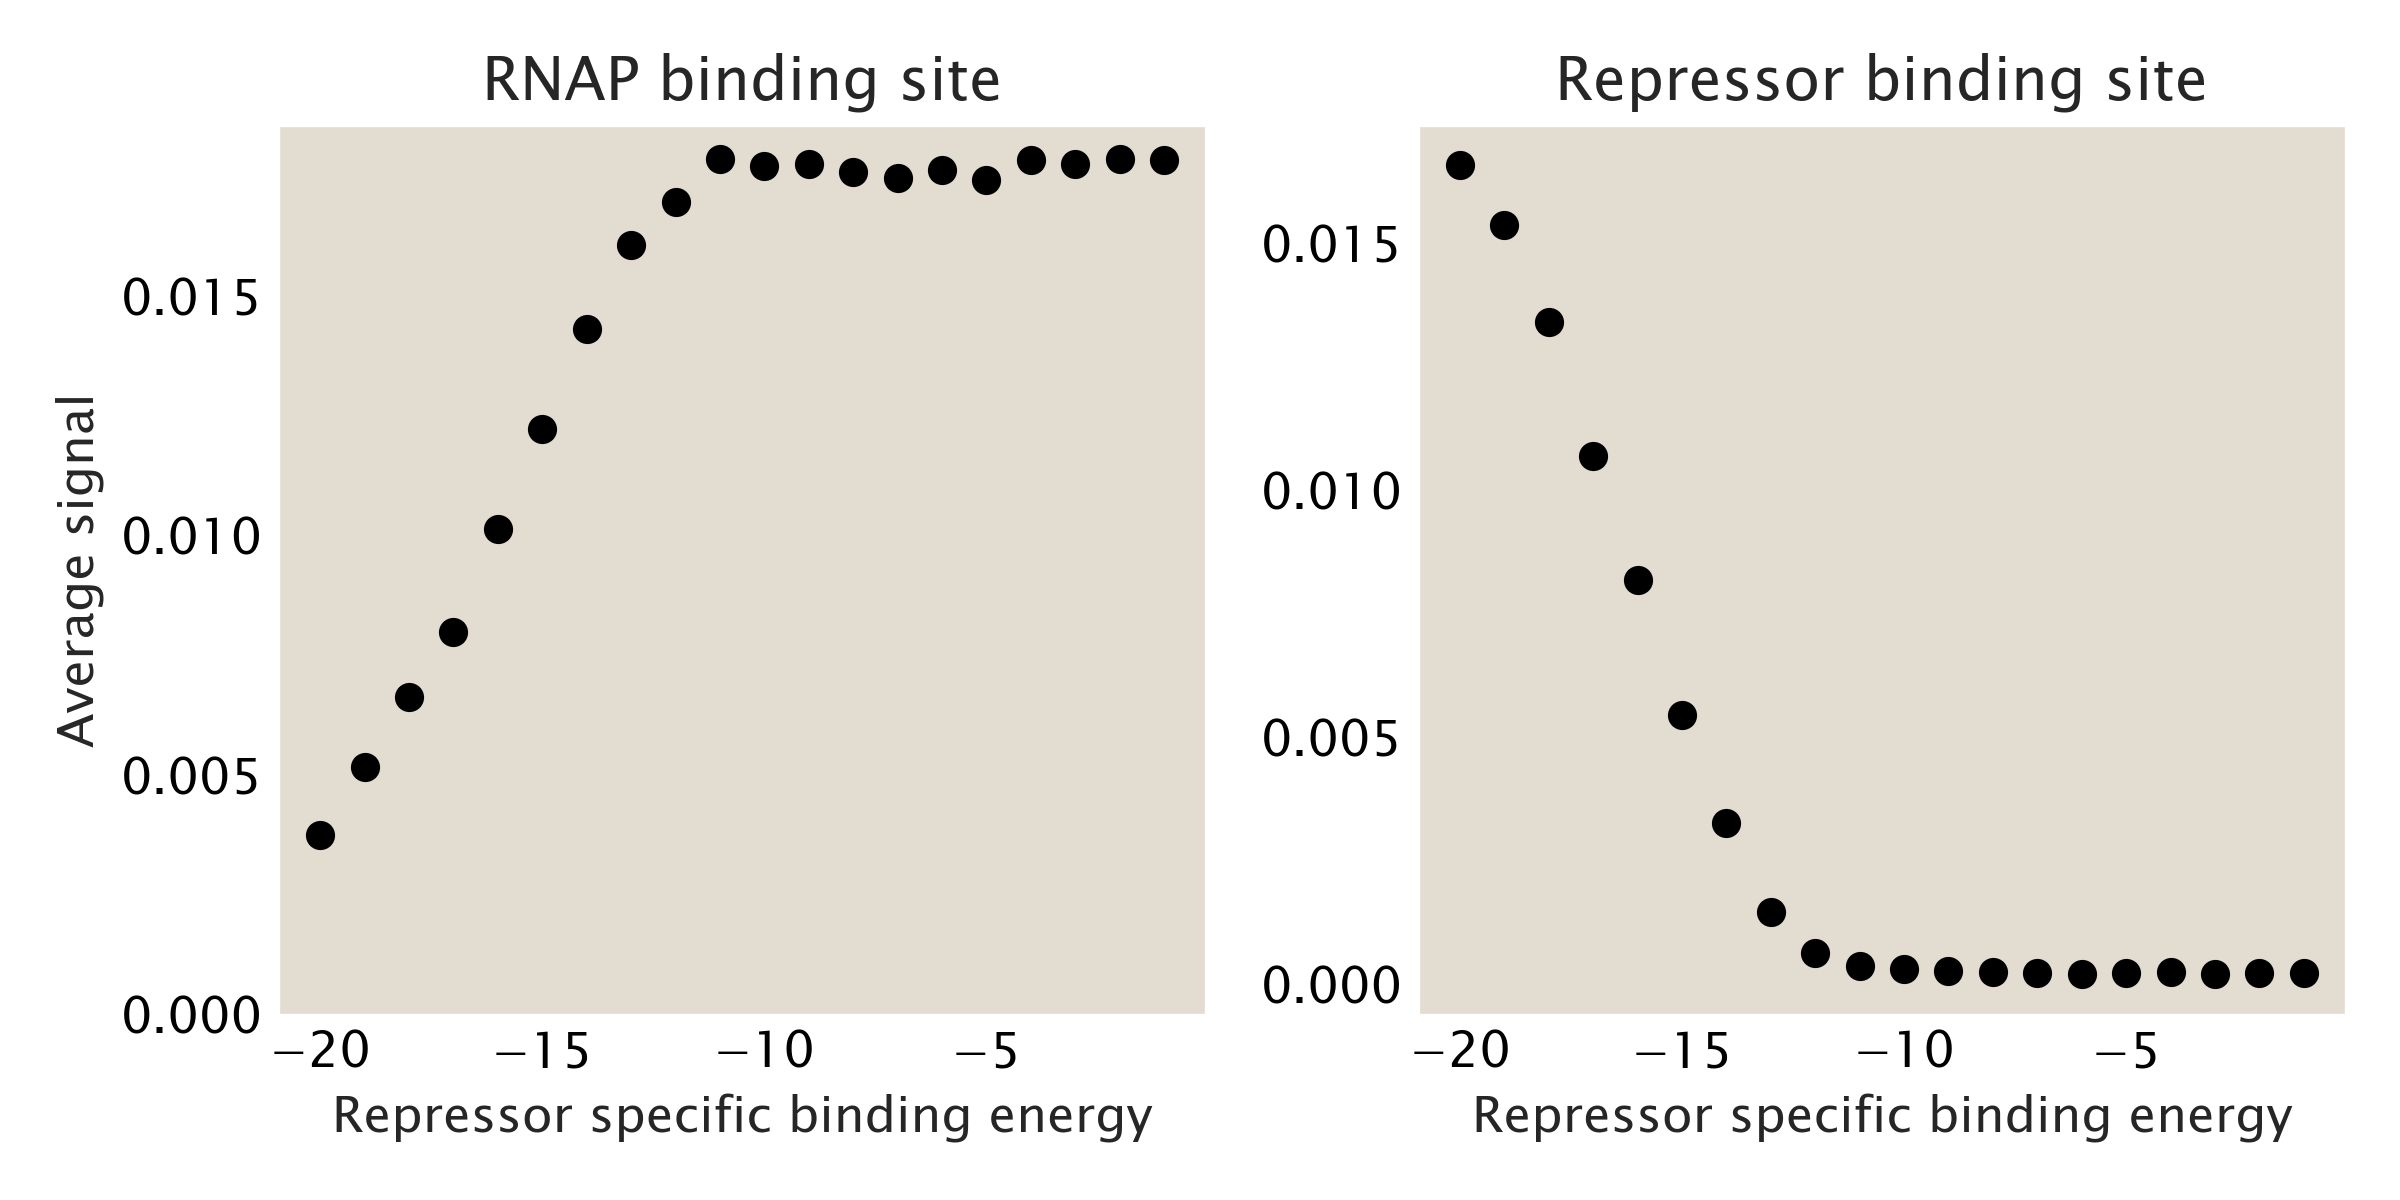 RNAP binding site
Average signal
0.015
0.010
0.005
0.000
−20 −15 −10 −5
Repressor specific binding energy
Repressor binding site
0.015
0.010
0.005
0.000
−20 −15 −10 −5
Repressor specific binding energy